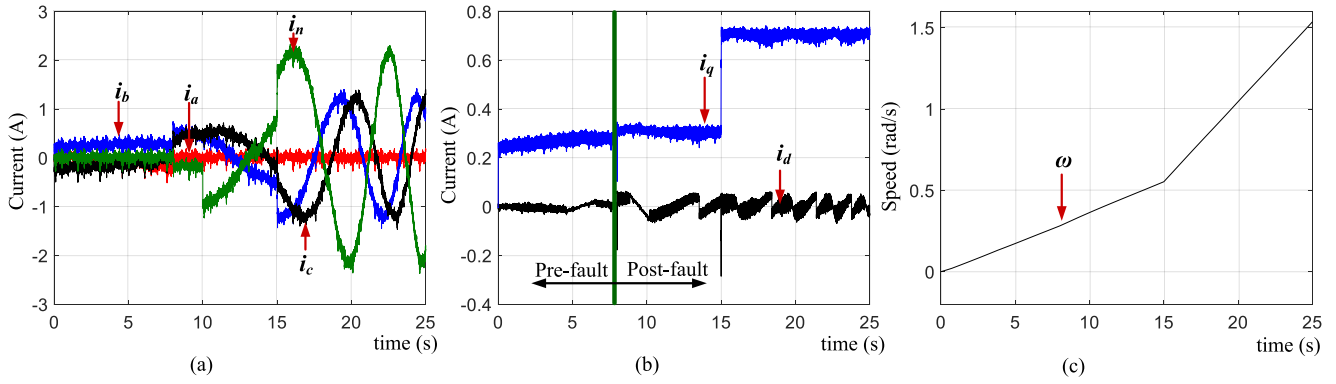 3
2
1
0
-1
-2
-3
0
5
10
15
20
25
Current (A)
time (s)
i_n
i_b
i_a
i_c
(a)
0.8
0.6
0.4
0.2
0
-0.2
-0.4
0
5
10
15
20
25
Current (A)
time (s)
i_q
i_d
Pre-fault
Post-fault
(b)
1.5
1
0.5
0
0
5
10
15
20
25
Speed (rad/s)
time (s)
ω
(c)